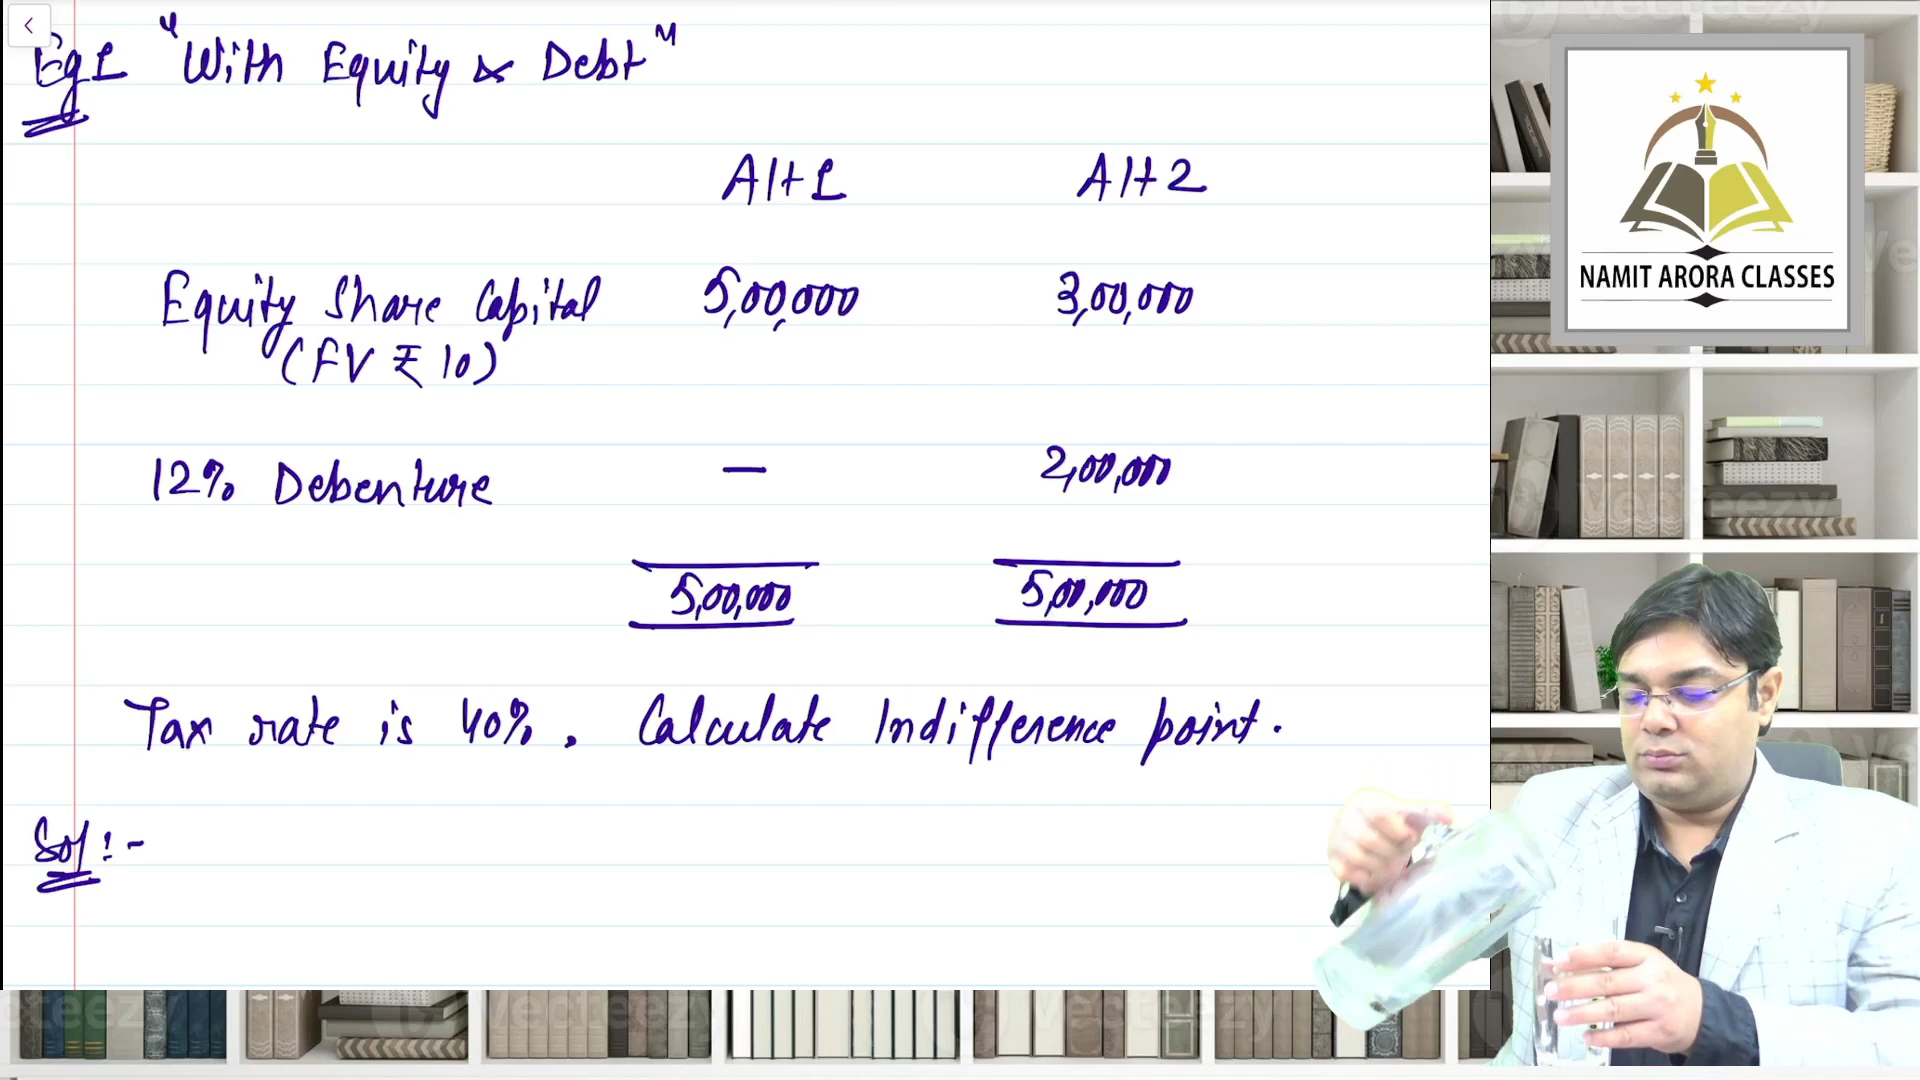 Eg 1 "With Equity & Debt"
Alt 1 Alt 2
Equity Share Capital 5,00,000 3,00,000
(FV ₹ 10)
12% Debenture — 2,00,000
5,00,000 5,00,000
Tax rate is 40%. Calculate Indifference point.
Sol:-
NAMIT ARORA CLASSES
vecteezy